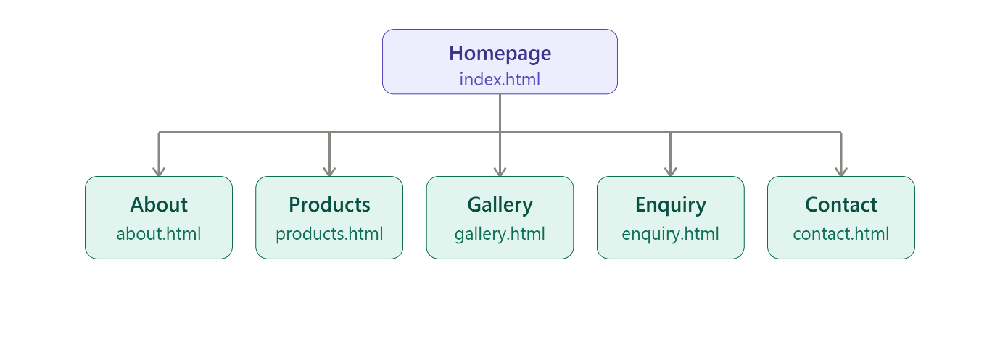 Homepage
index.html
About
about.html
Products
products.html
Gallery
gallery.html
Enquiry
enquiry.html
Contact
contact.html